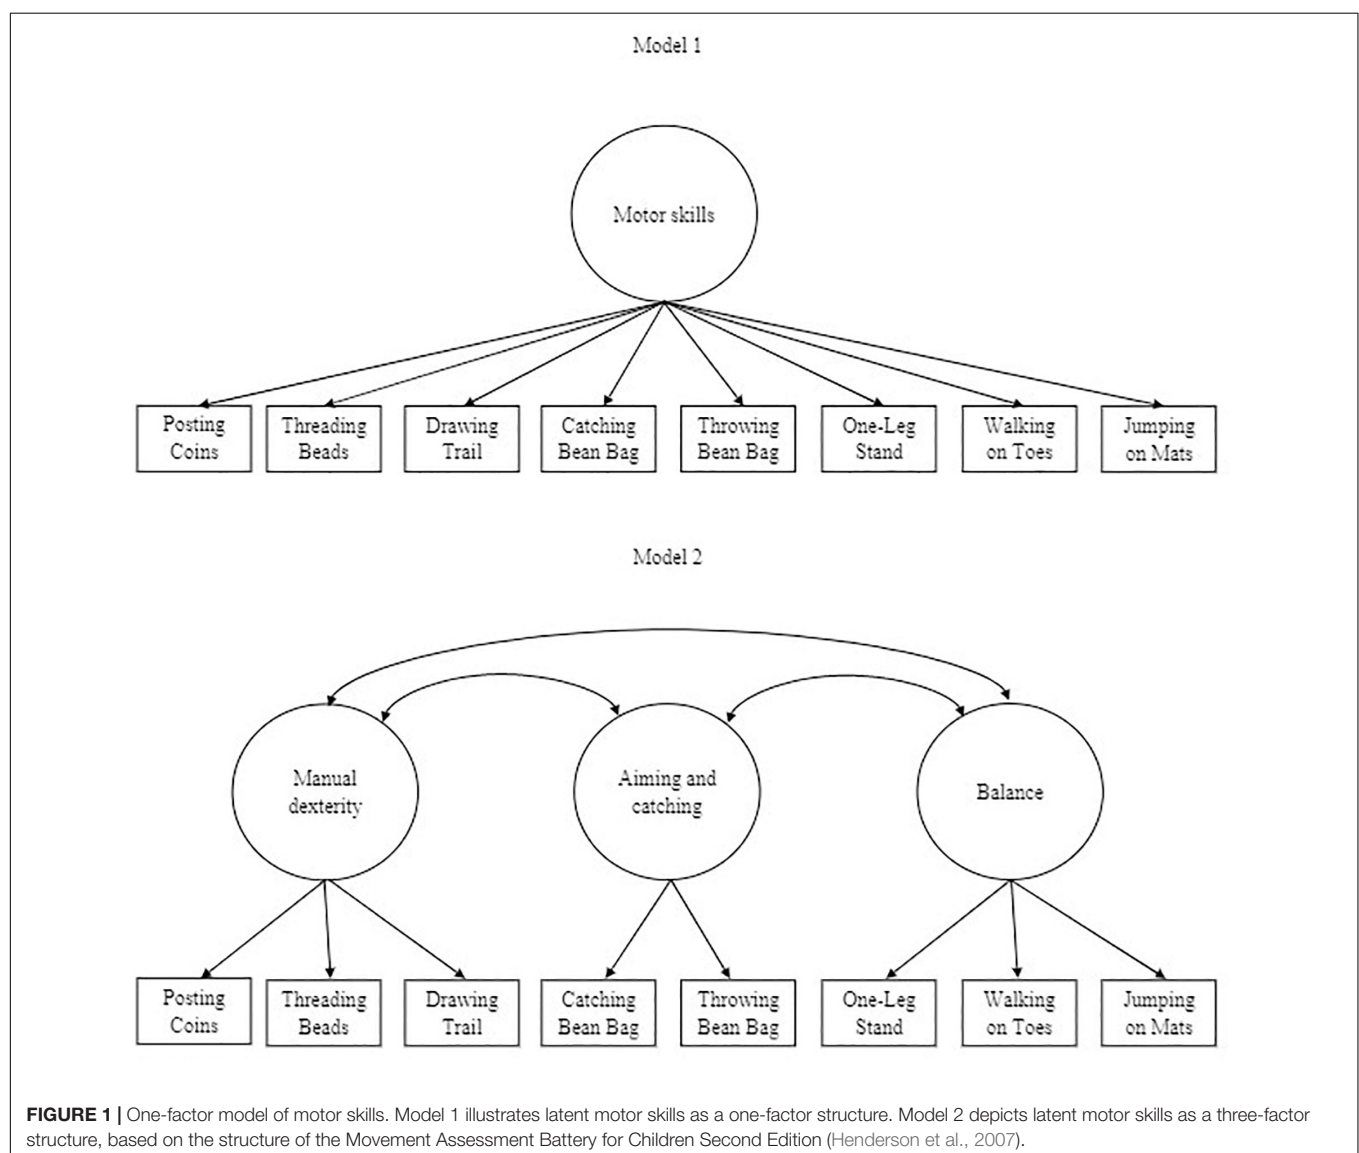 Model 1
Motor skills
Posting
Coins
Threading
Beads
Drawing
Trail
Catching
Bean Bag
Throwing
Bean Bag
One-Leg
Stand
Walking
on Toes
Jumping
on Mats
Model 2
Manual
dexterity
Aiming and
catching
Balance
Posting
Coins
Threading
Beads
Drawing
Trail
Catching
Bean Bag
Throwing
Bean Bag
One-Leg
Stand
Walking
on Toes
Jumping
on Mats
FIGURE 1 | One-factor model of motor skills. Model 1 illustrates latent motor skills as a one-factor structure. Model 2 depicts latent motor skills as a three-factor
structure, based on the structure of the Movement Assessment Battery for Children Second Edition (Henderson et al., 2007).